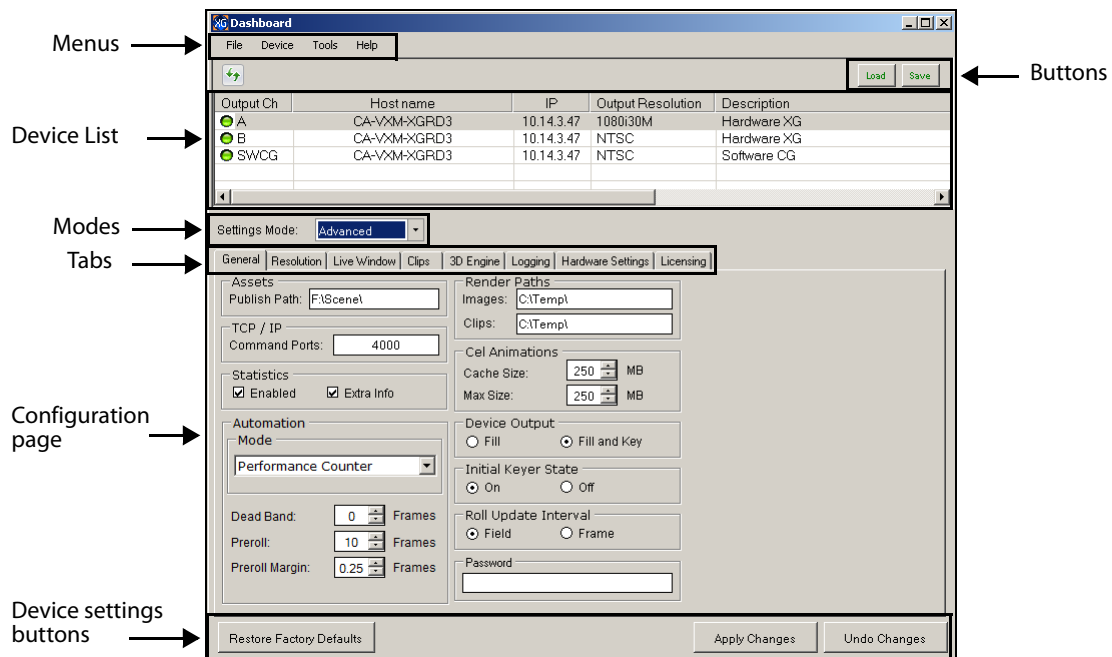 XG Dashboard
Menus
File Device Tools Help
Load Save
Buttons
Output Ch Host name IP Output Resolution Description
A CA-VXM-XGRD3 10.14.3.47 1080i30M Hardware XG
B CA-VXM-XGRD3 10.14.3.47 NTSC Hardware XG
SWCG CA-VXM-XGRD3 10.14.3.47 NTSC Software CG
Device List
Modes
Settings Mode: Advanced
Tabs
General Resolution Live Window Clips 3D Engine Logging Hardware Settings Licensing
Assets
Publish Path: F:\Scene\
TCP / IP
Command Ports: 4000
Statistics
Enabled Extra Info
Configuration
page
Automation
Mode
Performance Counter
Dead Band: 0 Frames
Preroll: 10 Frames
Preroll Margin: 0.25 Frames
Render Paths
Images: C:\Temp\
Clips: C:\Temp\
Cel Animations
Cache Size: 250 MB
Max Size: 250 MB
Device Output
Fill Fill and Key
Initial Keyer State
On Off
Roll Update Interval
Field Frame
Password
Device settings
buttons
Restore Factory Defaults Apply Changes Undo Changes